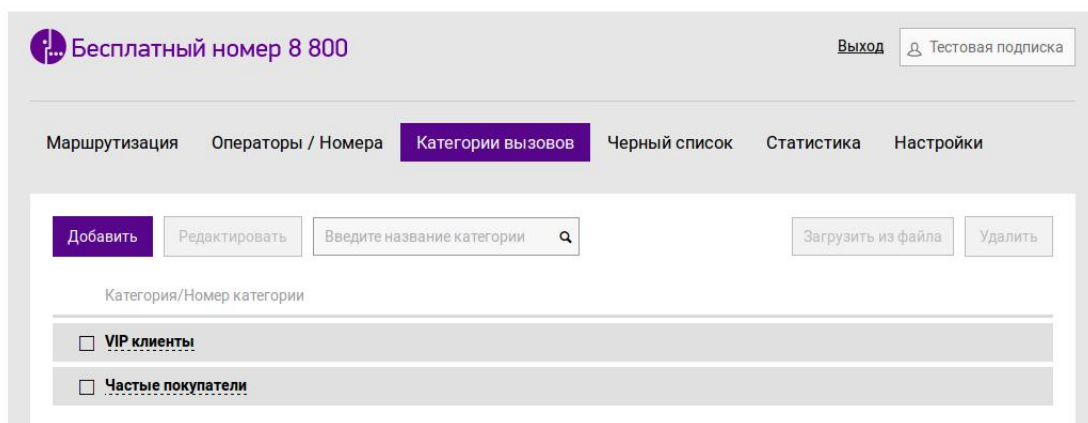 Бесплатный номер 8 800
Выход
Тестовая подписка
Маршрутизация Операторы / Номера Категории вызовов Черный список Статистика Настройки
Добавить Редактировать Введите название категории Загрузить из файла Удалить
Категория/Номер категории
VIP клиенты
Частые покупатели